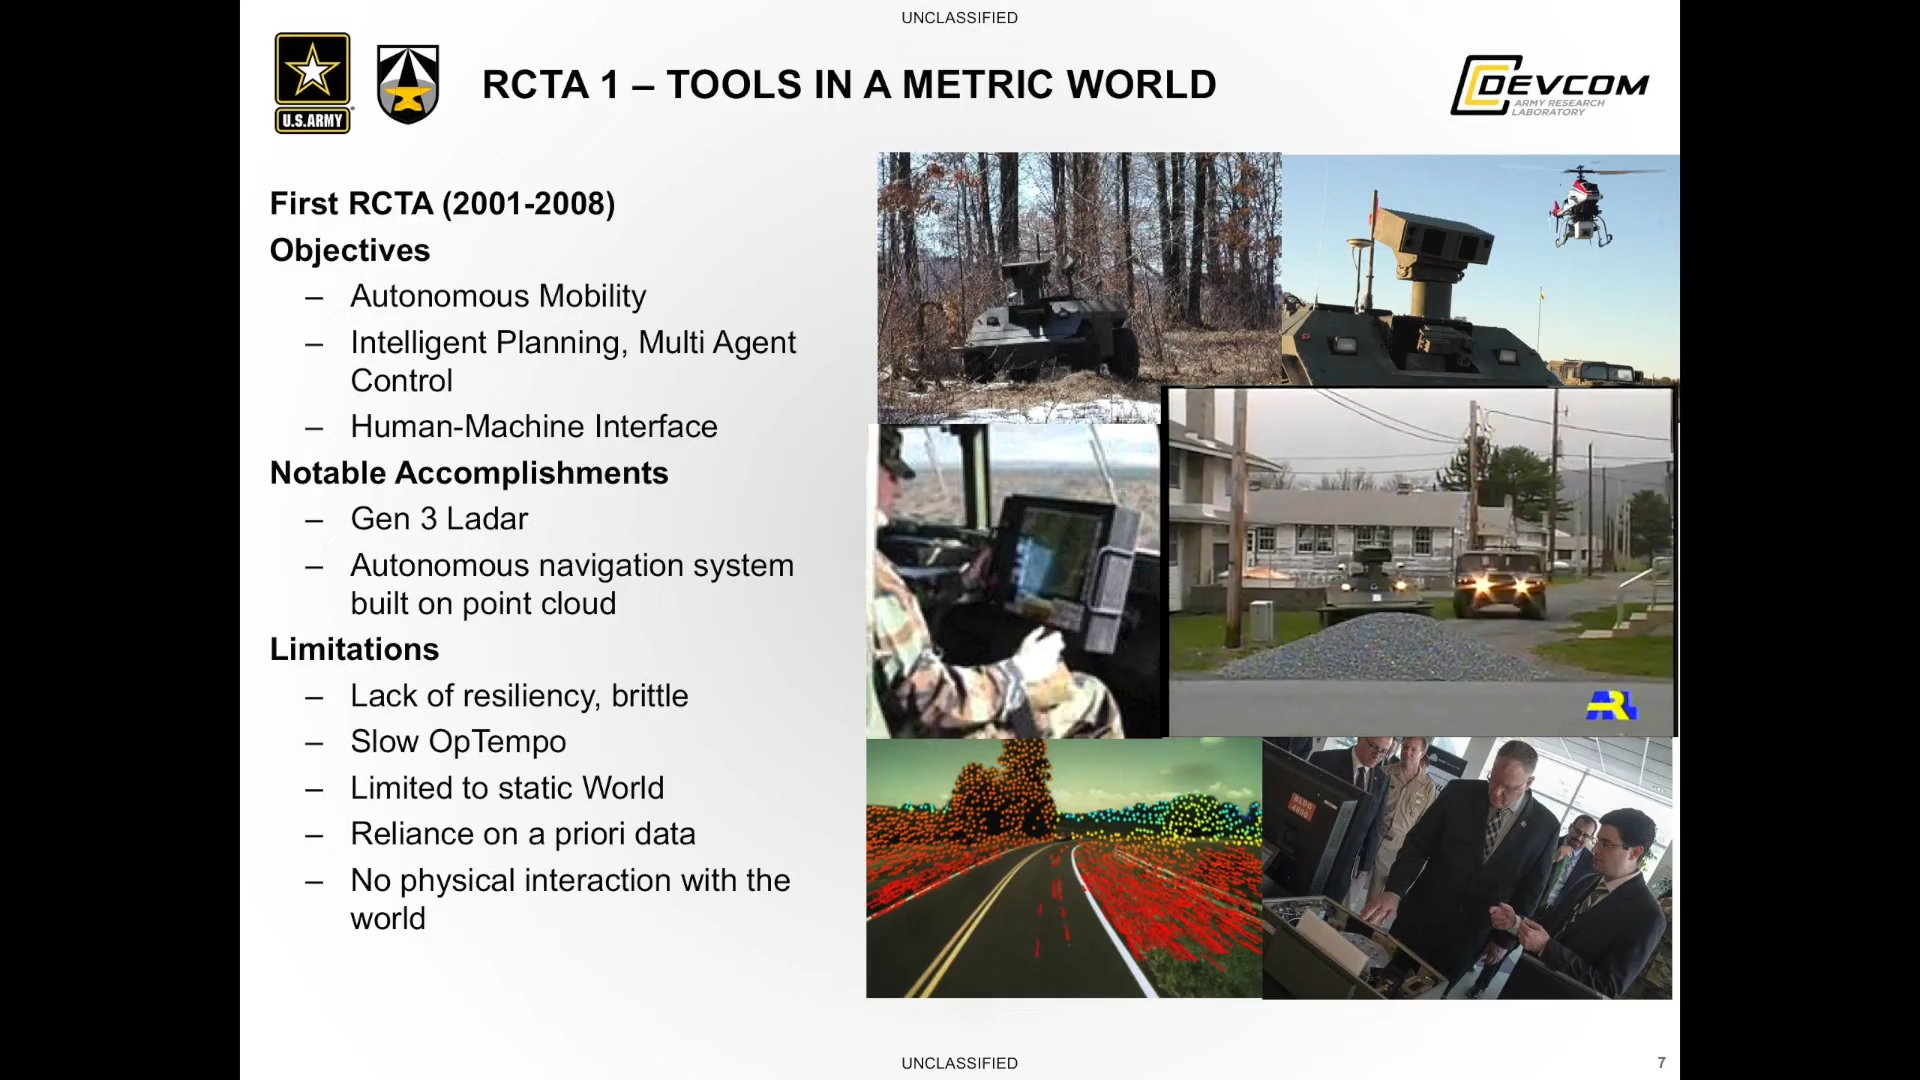 UNCLASSIFIED
U.S.ARMY
RCTA 1 – TOOLS IN A METRIC WORLD
DEVCOM
ARMY RESEARCH
LABORATORY
First RCTA (2001-2008)
Objectives
– Autonomous Mobility
– Intelligent Planning, Multi Agent
Control
– Human-Machine Interface
Notable Accomplishments
– Gen 3 Ladar
– Autonomous navigation system
built on point cloud
Limitations
– Lack of resiliency, brittle
– Slow OpTempo
– Limited to static World
– Reliance on a priori data
– No physical interaction with the
world
ARL
BLDG
4600
UNCLASSIFIED
7